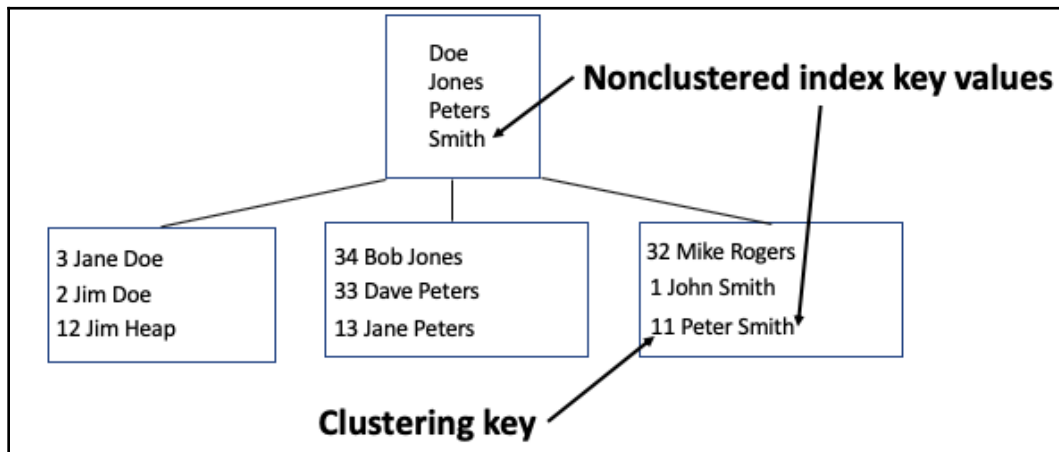 Doe
Jones
Peters
Smith
Nonclustered index key values
3 Jane Doe
2 Jim Doe
12 Jim Heap
34 Bob Jones
33 Dave Peters
13 Jane Peters
32 Mike Rogers
1 John Smith
11 Peter Smith
Clustering key